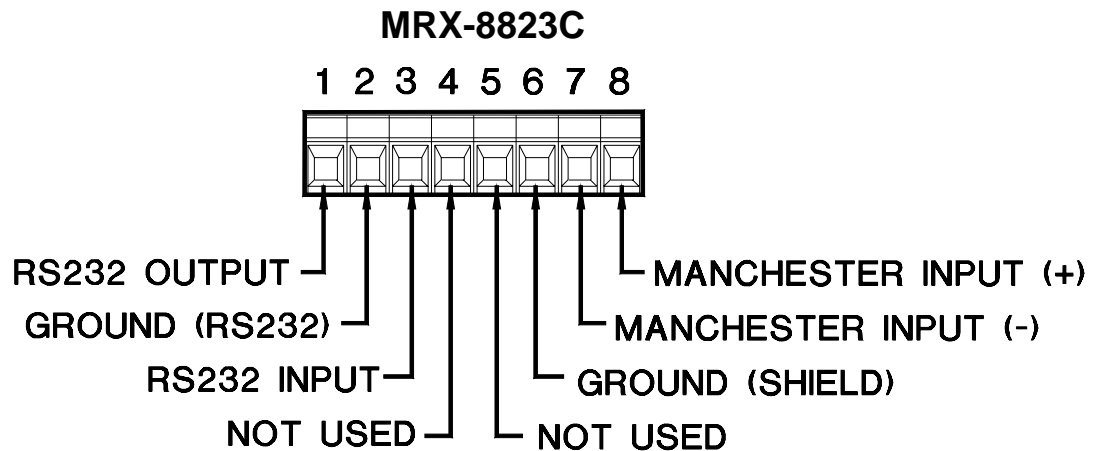 MRX-8823C
1 2 3 4 5 6 7 8
RS232 OUTPUT
MANCHESTER INPUT (+)
GROUND (RS232)
MANCHESTER INPUT (-)
RS232 INPUT
GROUND (SHIELD)
NOT USED
NOT USED